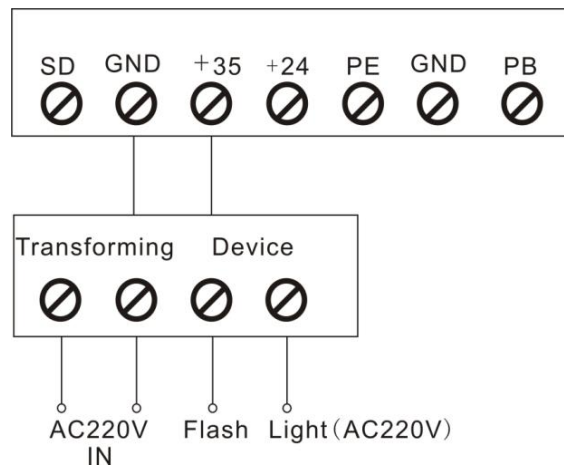 SD GND +35 +24 PE GND PB
Transforming Device
AC220V Flash Light(AC220V)
IN